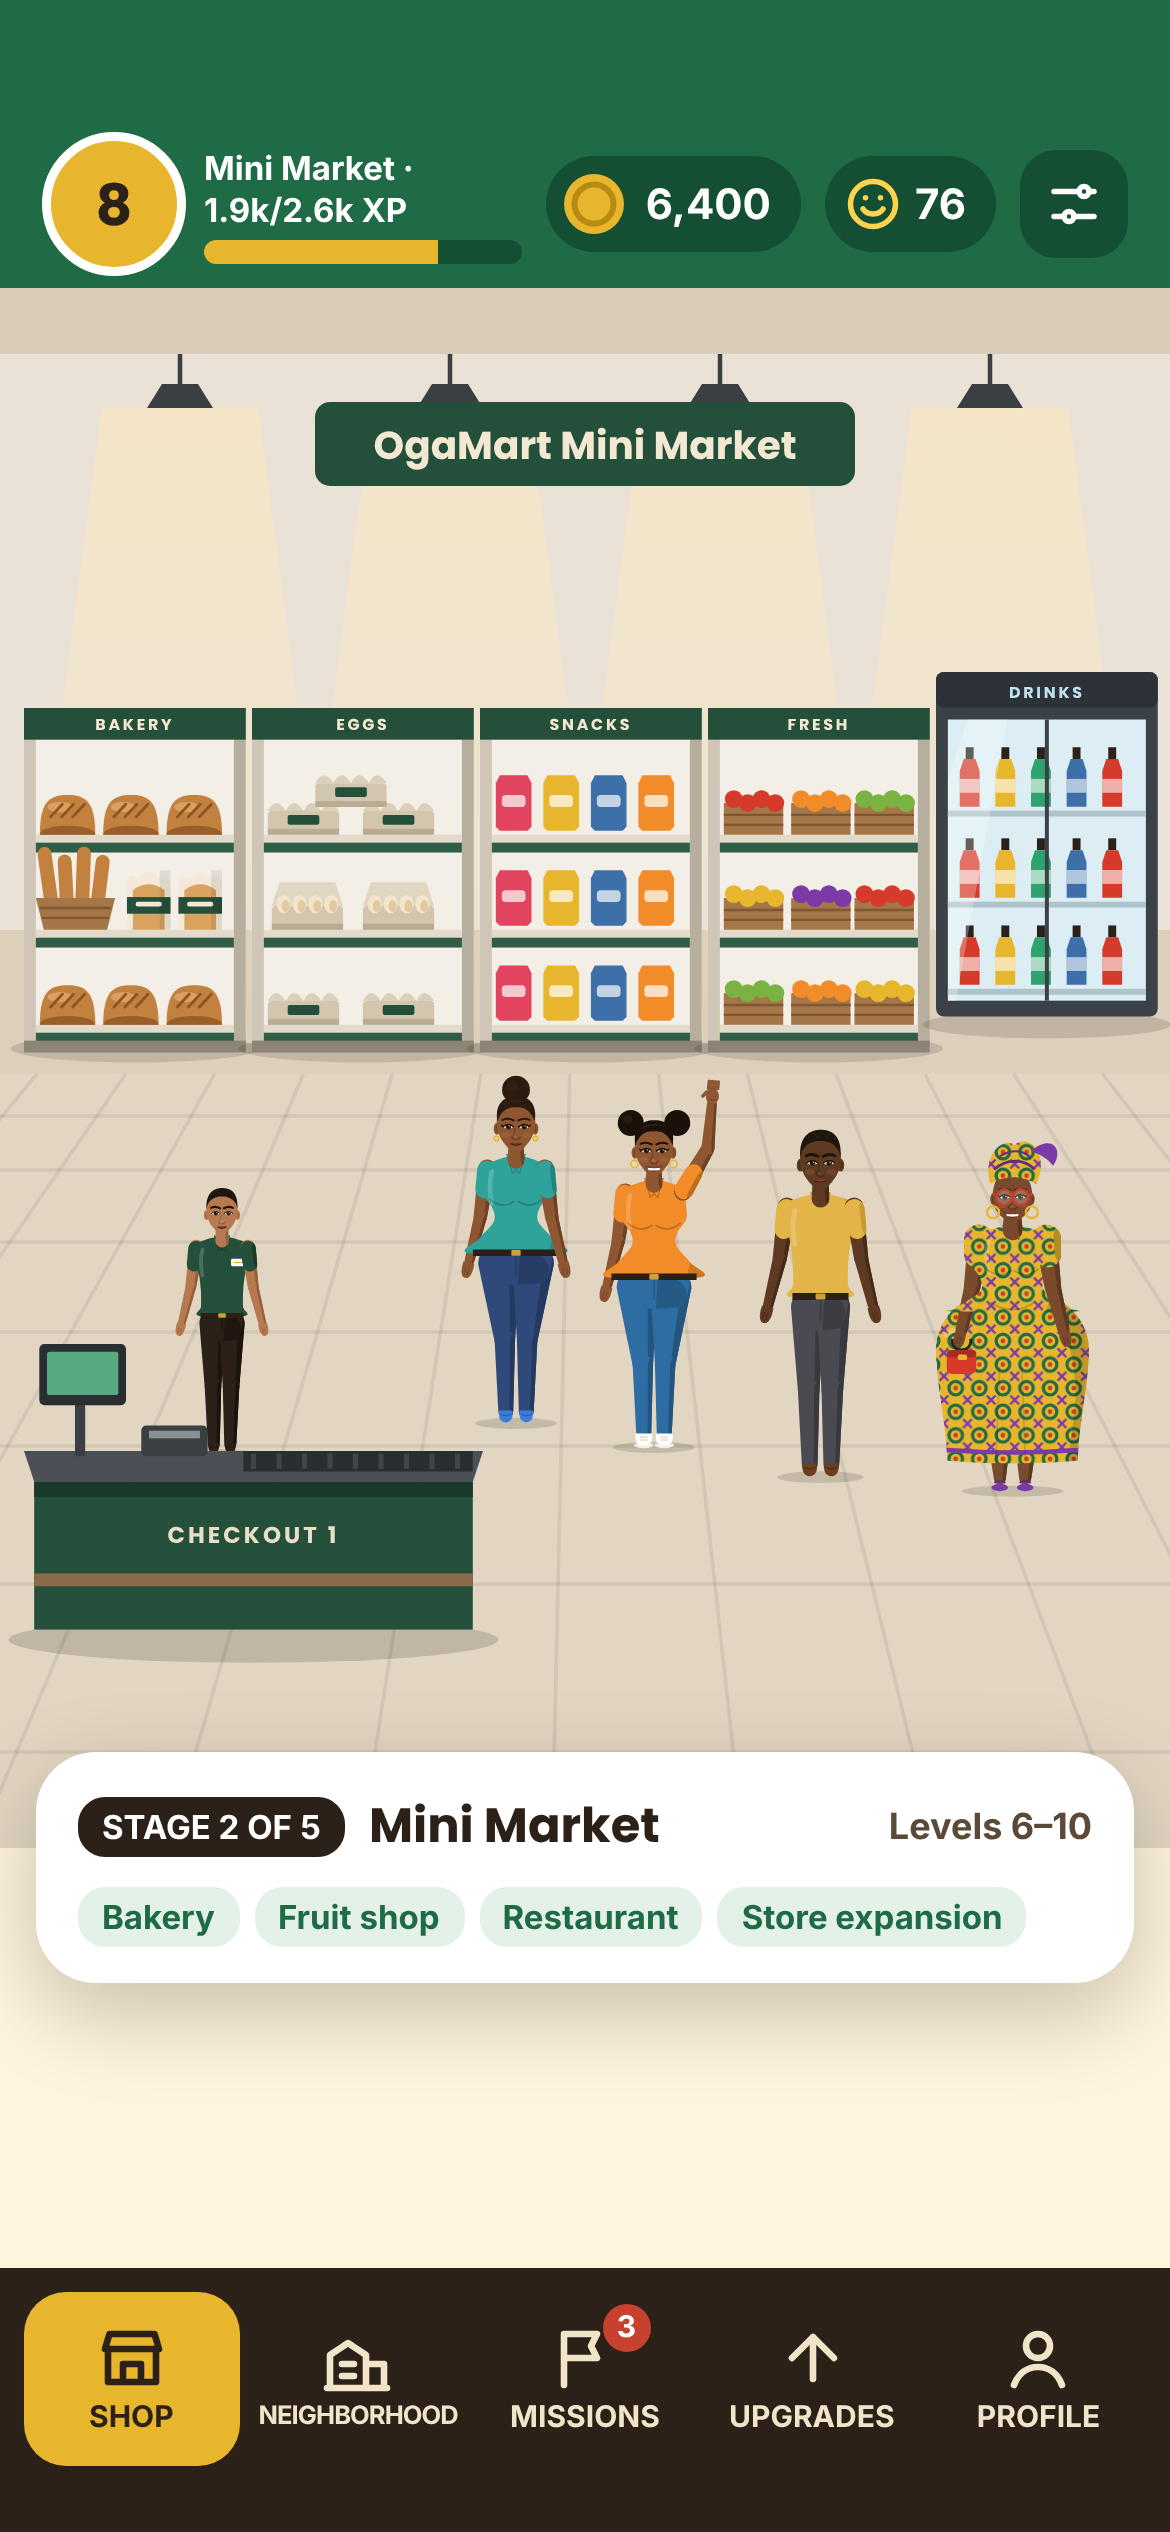 8
Mini Market ·
1.9k/2.6k XP
6,400
76
OgaMart Mini Market
BAKERY
EGGS
SNACKS
FRESH
DRINKS
CHECKOUT 1
STAGE 2 OF 5
Mini Market
Levels 6–10
Bakery
Fruit shop
Restaurant
Store expansion
3
SHOP
NEIGHBORHOOD
MISSIONS
UPGRADES
PROFILE